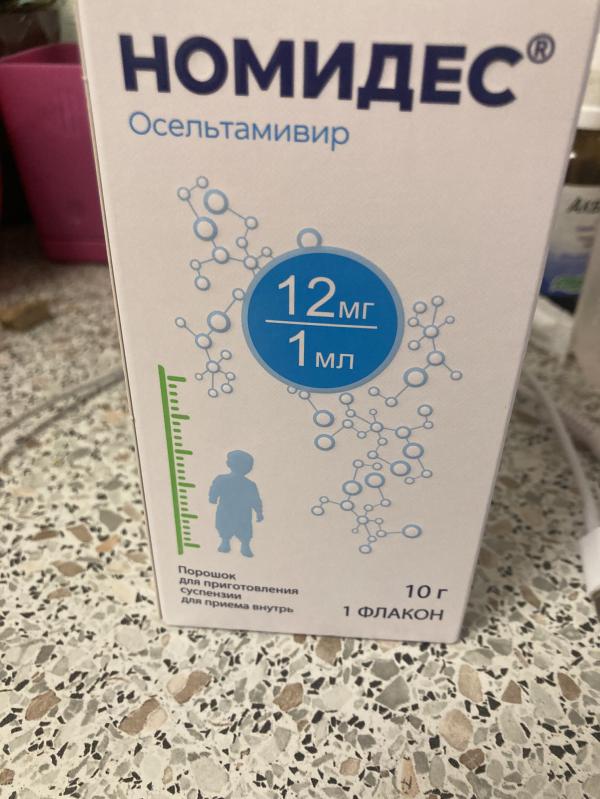 НОМИДЕС®
Осельтамивир
12мг
1мл
Порошок
для приготовления
суспензии
для приема внутрь
10 г
1 ФЛАКОН